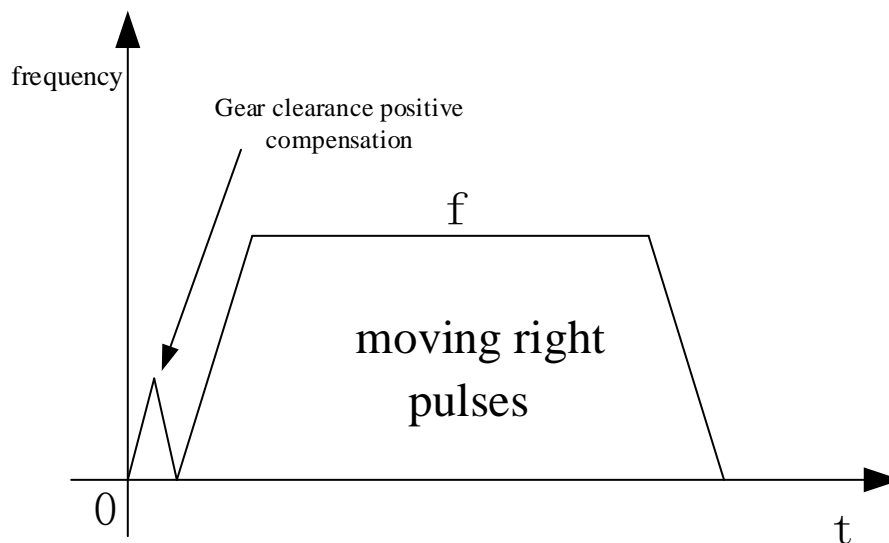 frequency
Gear clearance positive
compensation
f
moving right
pulses
0
t